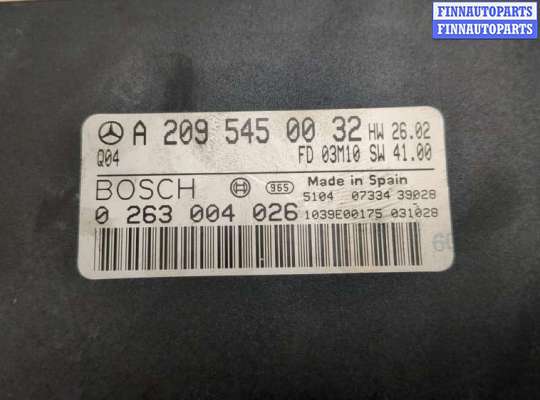 FINNAUTOPARTS
FINNAUTOPARTS
A 209 545 00 32 HW 26.02
Q04 FD 03M10 SW 41.00
BOSCH 965 Made in Spain
5104 07334 39028
0 263 004 026 1039E00175 031028